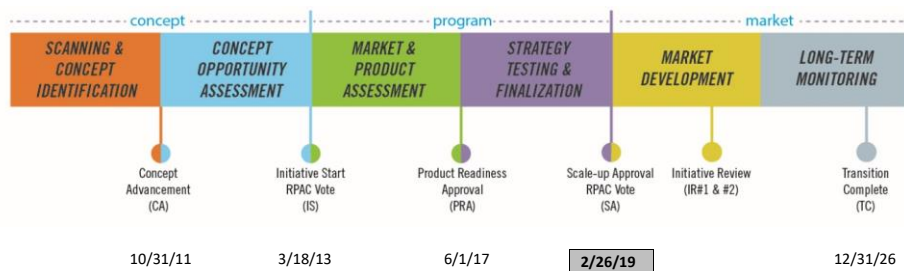 concept
program
market
SCANNING &
CONCEPT
IDENTIFICATION
CONCEPT
OPPORTUNITY
ASSESSMENT
MARKET &
PRODUCT
ASSESSMENT
STRATEGY
TESTING &
FINALIZATION
MARKET
DEVELOPMENT
LONG-TERM
MONITORING
Concept
Advancement
(CA)
Initiative Start
RPAC Vote
(IS)
Product Readiness
Approval
(PRA)
Scale-up Approval
RPAC Vote
(SA)
Initiative Review
(IR#1 & #2)
Transition
Complete
(TC)
10/31/11
3/18/13
6/1/17
2/26/19
12/31/26